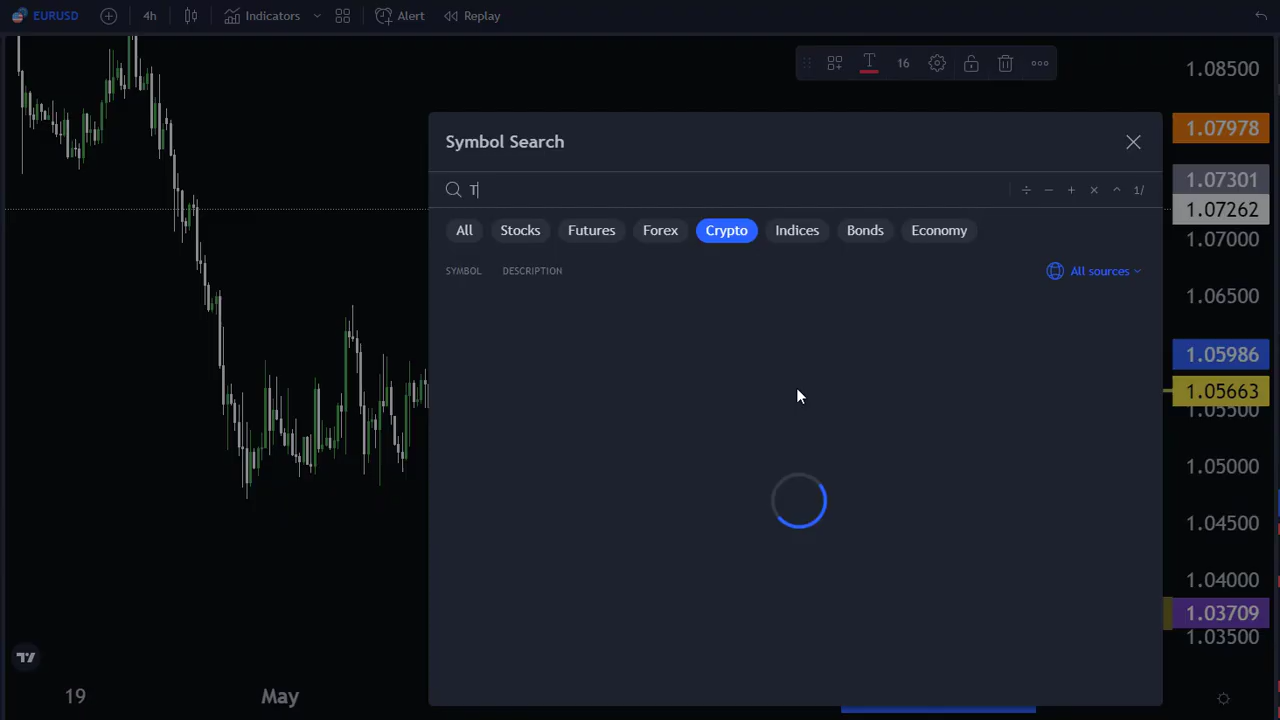 EURUSD 4h Indicators Alert Replay
16
Symbol Search
T
÷ − + × ^ 1/
All Stocks Futures Forex Crypto Indices Bonds Economy
SYMBOL DESCRIPTION All sources
1.08500
1.07978
1.07301
1.07262
1.07000
1.06500
1.05986
1.05663
1.05500
1.05000
1.04500
1.04000
1.03709
1.03500
19 May